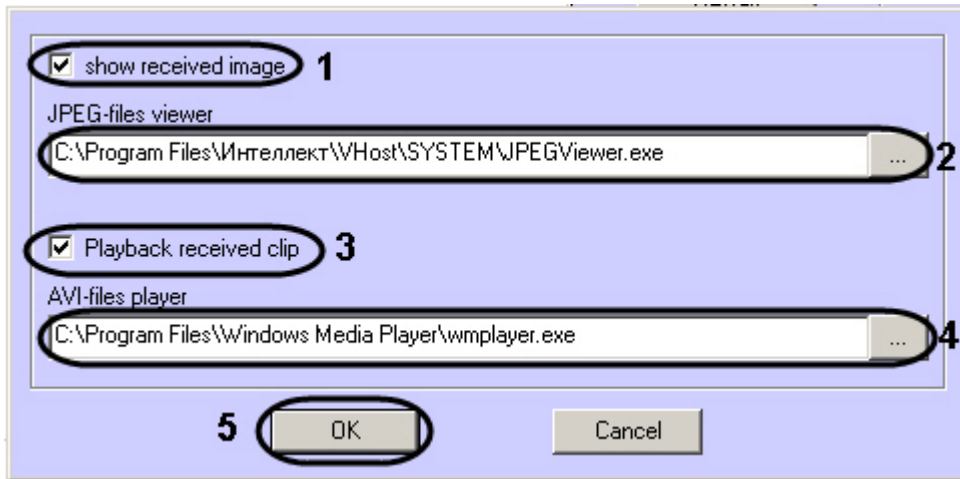 show received image 1
JPEG-files viewer
C:\Program Files\Интеллект\VHost\SYSTEM\JPEGViewer.exe ... 2
Playback received clip 3
AVI-files player
C:\Program Files\Windows Media Player\wmplayer.exe ... 4
5 OK Cancel